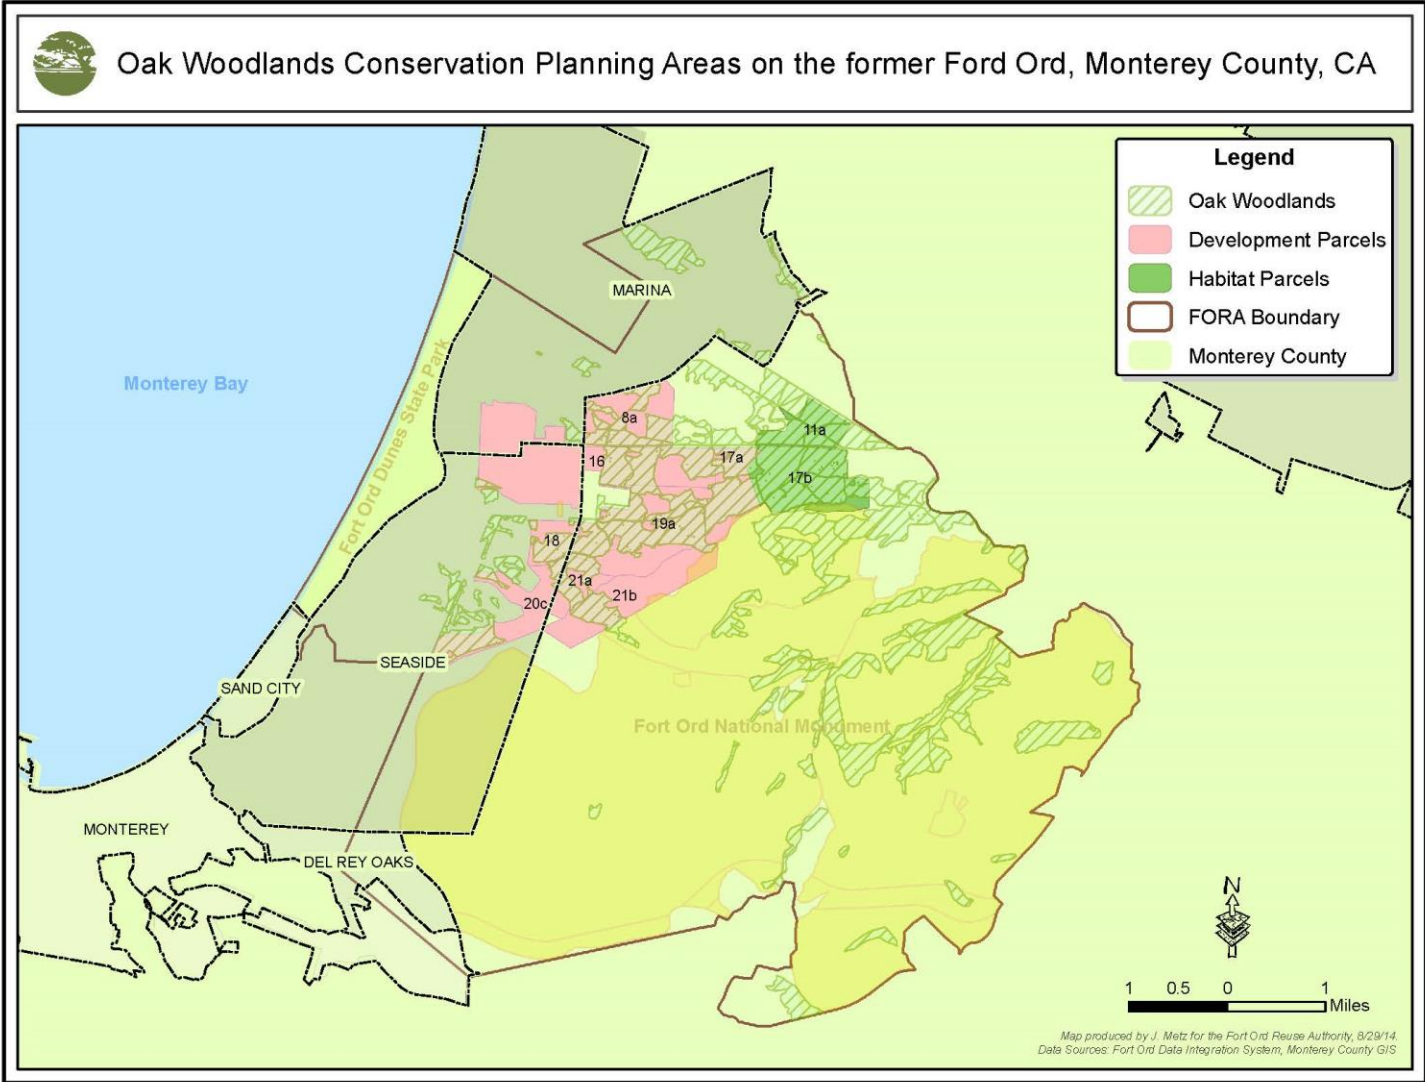 Oak Woodlands Conservation Planning Areas on the former Ford Ord, Monterey County, CA
Legend
Oak Woodlands
Development Parcels
Habitat Parcels
FORA Boundary
Monterey County
MARINA
Monterey Bay
Fort Ord Dunes State Park
8a
11a
16
17a
17b
19a
18
21a
21b
20c
SEASIDE
SAND CITY
Fort Ord National Monument
MONTEREY
DEL REY OAKS
N
1 0.5 0 1
Miles
Map produced by J. Metz for the Fort Ord Reuse Authority, 8/29/14.
Data Sources: Fort Ord Data Integration System, Monterey County GIS